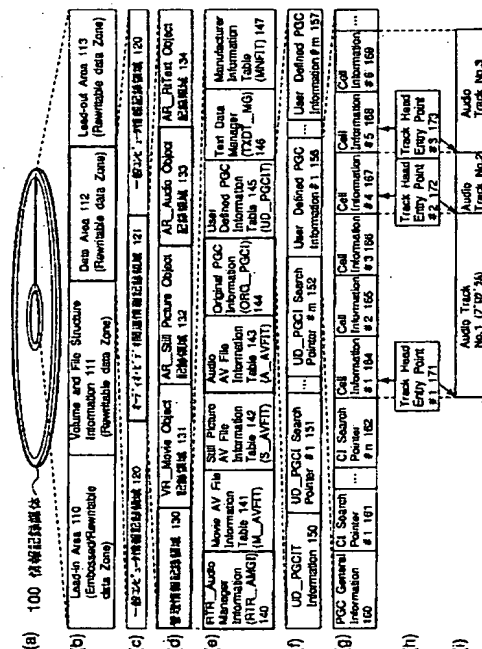 (a)
100 情報記録媒体
(b)
Lead-in Area 110
(Embossed/Rewritable
data Zone)
Volume and File Structure
Information 111
(Rewritable data Zone)
Data Area 112
(Rewritable data Zone)
Lead-out Area 113
(Rewritable data Zone)
(c)
一般コンピュータ情報記録領域 120
オーディオ・ビデオ関連情報記録領域 121
一般コンピュータ情報記録領域 120
(d)
管理情報記録領域 130
VR_Movie Object
記録領域 131
AR_Still Picture Object
記録領域 132
AR_Audio Object
記録領域 133
AR_RtText Object
記録領域 134
(e)
RTR_Audio
Manager
Information
(RTR_AMGI)
140
Movie AV File
Information
Table 141
(M_AVFIT)
Still Picture
AV File
Information
Table 142
(S_AVFIT)
Audio
AV File
Information
Table 143
(A_AVFIT)
Original PGC
Information
(ORG_PGCI)
144
User
Defined PGC
Information
Table 145
(UD_PGCIT)
Text Data
Manager
(TXDT_MG)
146
Manufacturer
Information
Table
(MNFIT) 147
(f)
UD_PGCIT
Information 150
UD_PGCI Search
Pointer #1 151
...
UD_PGCI Search
Pointer #m 152
User Defined PGC
Information #1 156
...
User Defined PGC
Information #m 157
(g)
PGC General
Information
160
CI Search
Pointer
#1 161
...
CI Search
Pointer
#n 162
Cell
Information
#1 164
Cell
Information
#2 165
Cell
Information
#3 166
Cell
Information
#4 167
Cell
Information
#5 168
Cell
Information
#6 169
...
(h)
Track Head
Entry Point
#1 171
Track Head
Entry Point
#2 172
Track Head
Entry Point
#3 173
(i)
Audio Track
Audio
Track
No.2
Audio
Track No.3